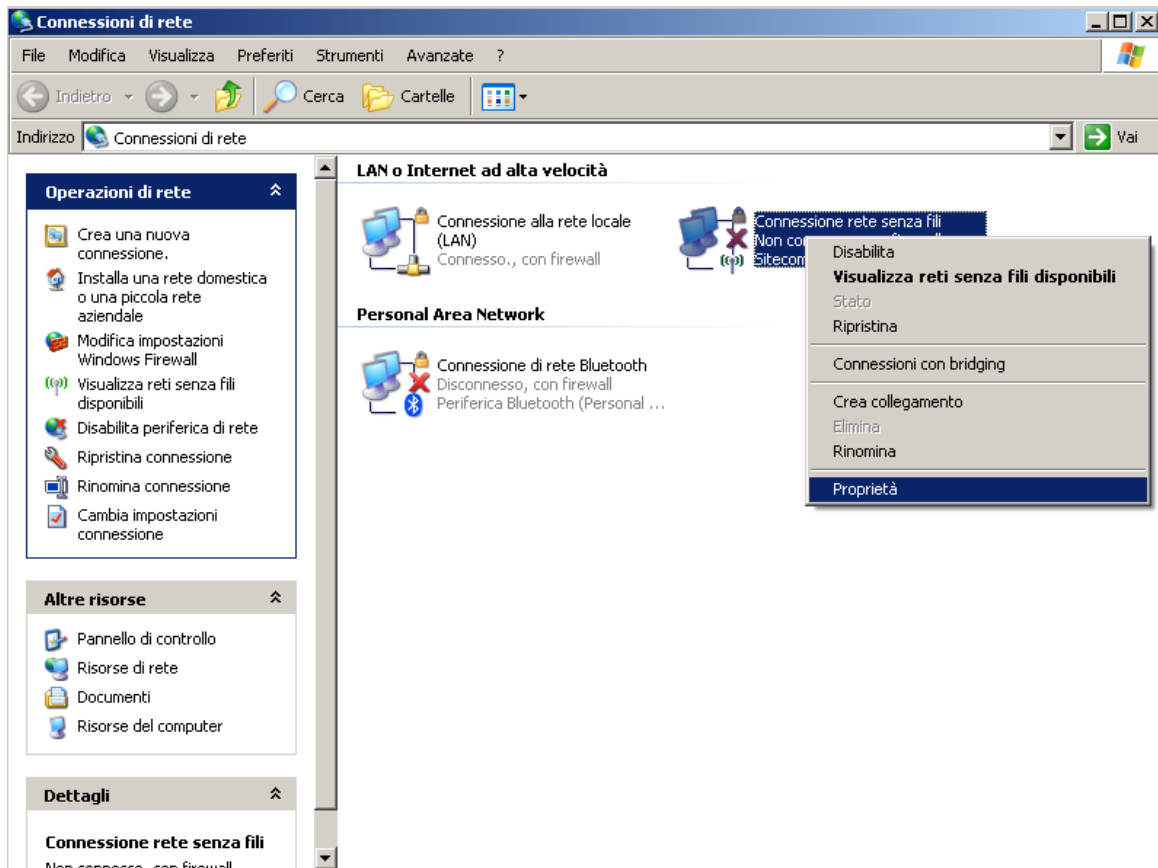 Connessioni di rete
File Modifica Visualizza Preferiti Strumenti Avanzate ?
Indietro Cerca Cartelle
Indirizzo Connessioni di rete Vai
Operazioni di rete
Crea una nuova
connessione.
Installa una rete domestica
o una piccola rete
aziendale
Modifica impostazioni
Windows Firewall
Visualizza reti senza fili
disponibili
Disabilita periferica di rete
Ripristina connessione
Rinomina connessione
Cambia impostazioni
connessione
Altre risorse
Pannello di controllo
Risorse di rete
Documenti
Risorse del computer
Dettagli
Connessione rete senza fili
Non connesso, con firewall
LAN o Internet ad alta velocità
Connessione alla rete locale
(LAN)
Connesso., con firewall
Connessione rete senza fili
Non
Sitecom
Personal Area Network
Connessione di rete Bluetooth
Disconnesso, con firewall
Periferica Bluetooth (Personal ...
Disabilita
Visualizza reti senza fili disponibili
Stato
Ripristina
Connessioni con bridging
Crea collegamento
Elimina
Rinomina
Proprietà